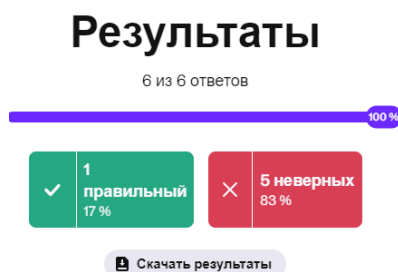 Результаты
6 из 6 ответов
100 %
1
правильный
17 %
5 неверных
83 %
Скачать результаты